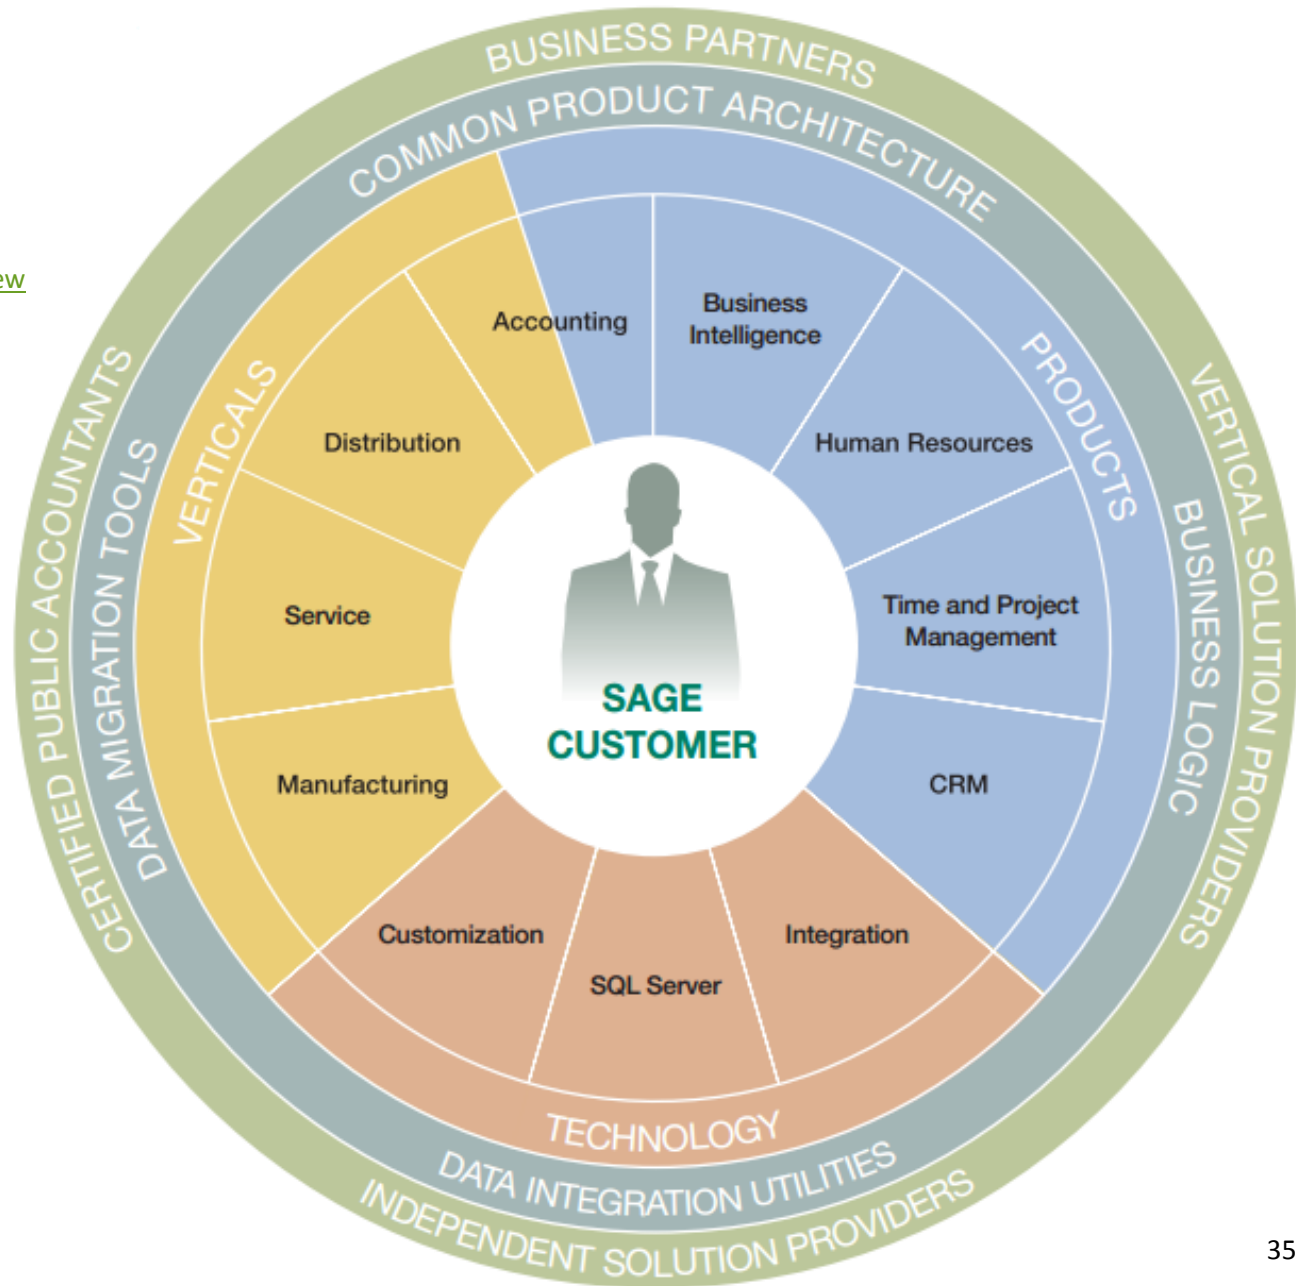 BUSINESS PARTNERS
COMMON PRODUCT ARCHITECTURE
ew
Accounting
Business
Intelligence
VERTICALS
PRODUCTS
CERTIFIED PUBLIC ACCOUNTANTS
DATA MIGRATION TOOLS
VERTICAL SOLUTION PROVIDERS
BUSINESS LOGIC
Distribution
Human Resources
Service
Time and Project
Management
SAGE
CUSTOMER
Manufacturing
CRM
Customization
Integration
SQL Server
TECHNOLOGY
DATA INTEGRATION UTILITIES
INDEPENDENT SOLUTION PROVIDERS
35